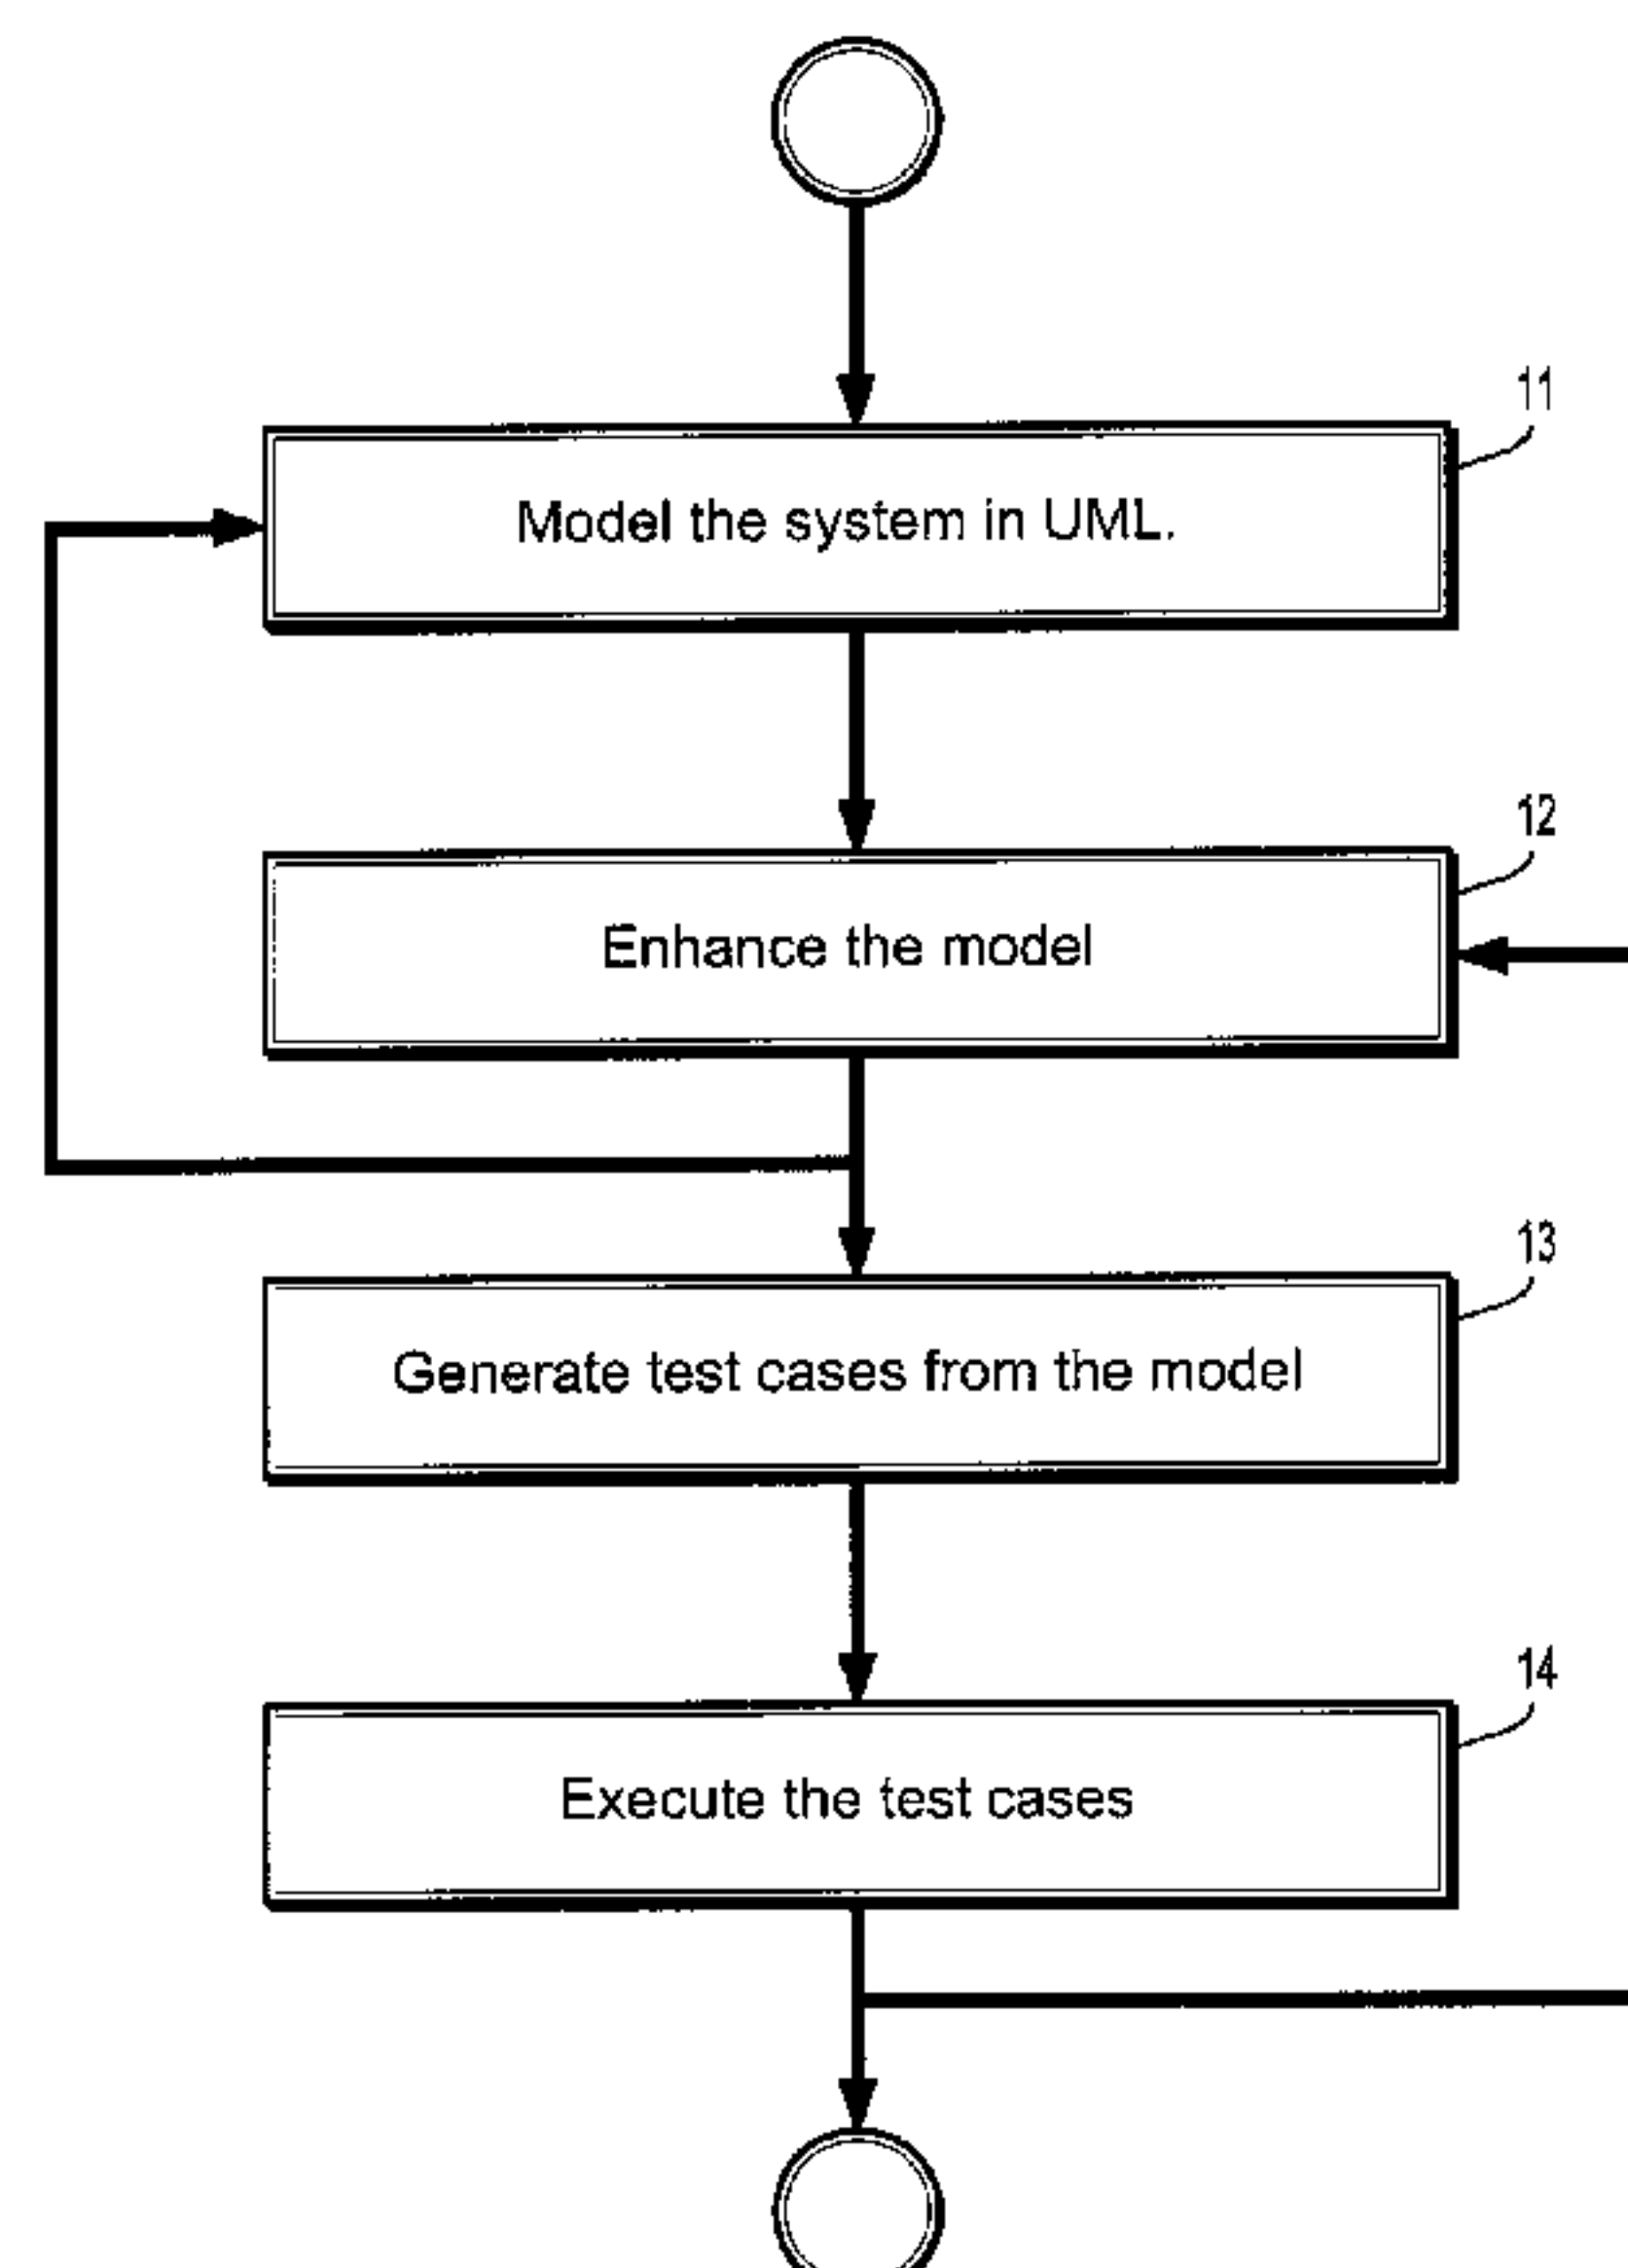 11
Model the system in UML.
12
Enhance the model
13
Generate test cases from the model
14
Execute the test cases